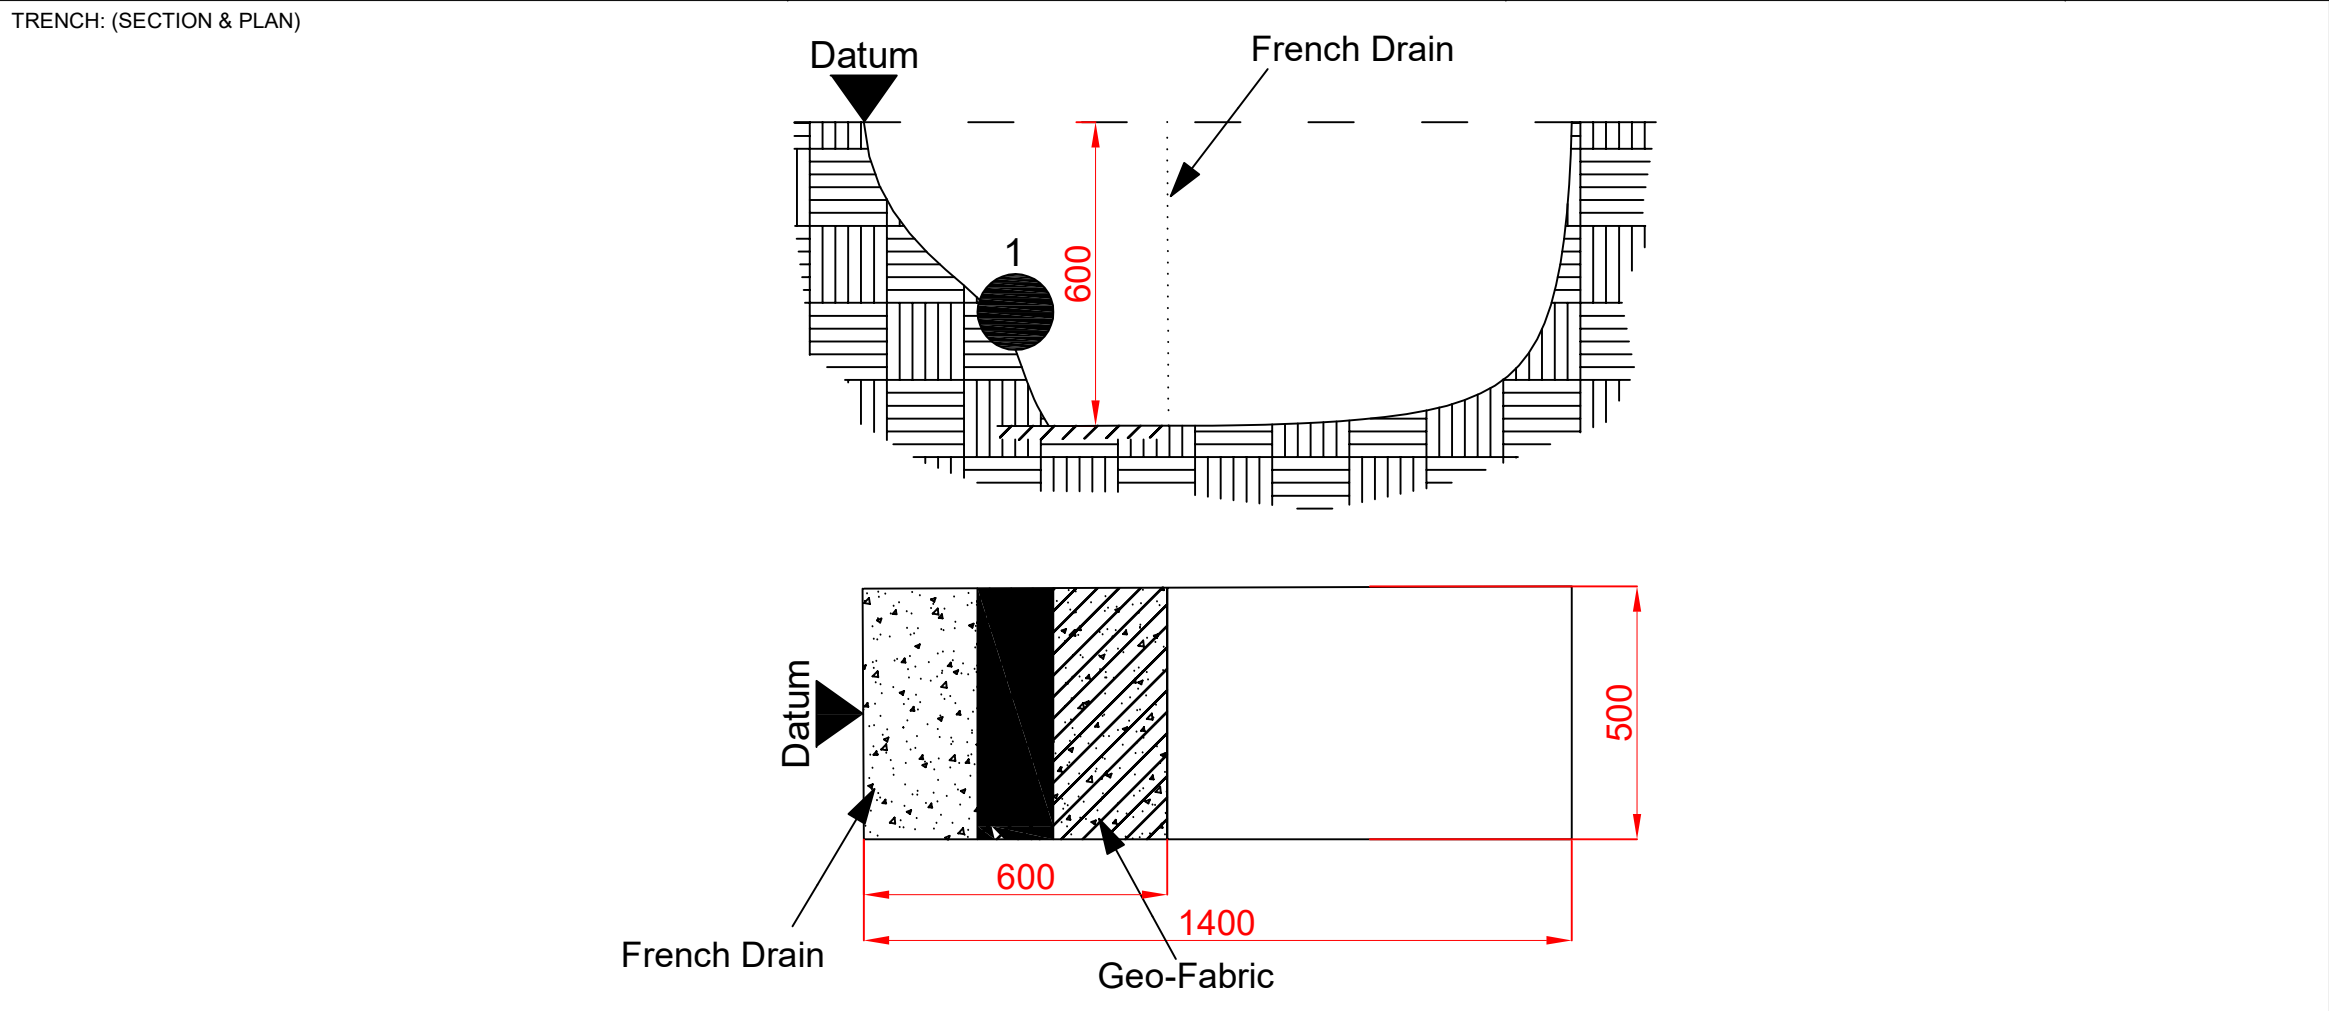 TRENCH: (SECTION & PLAN)
Datum
French Drain
1
600
Datum
500
600
1400
French Drain
Geo-Fabric